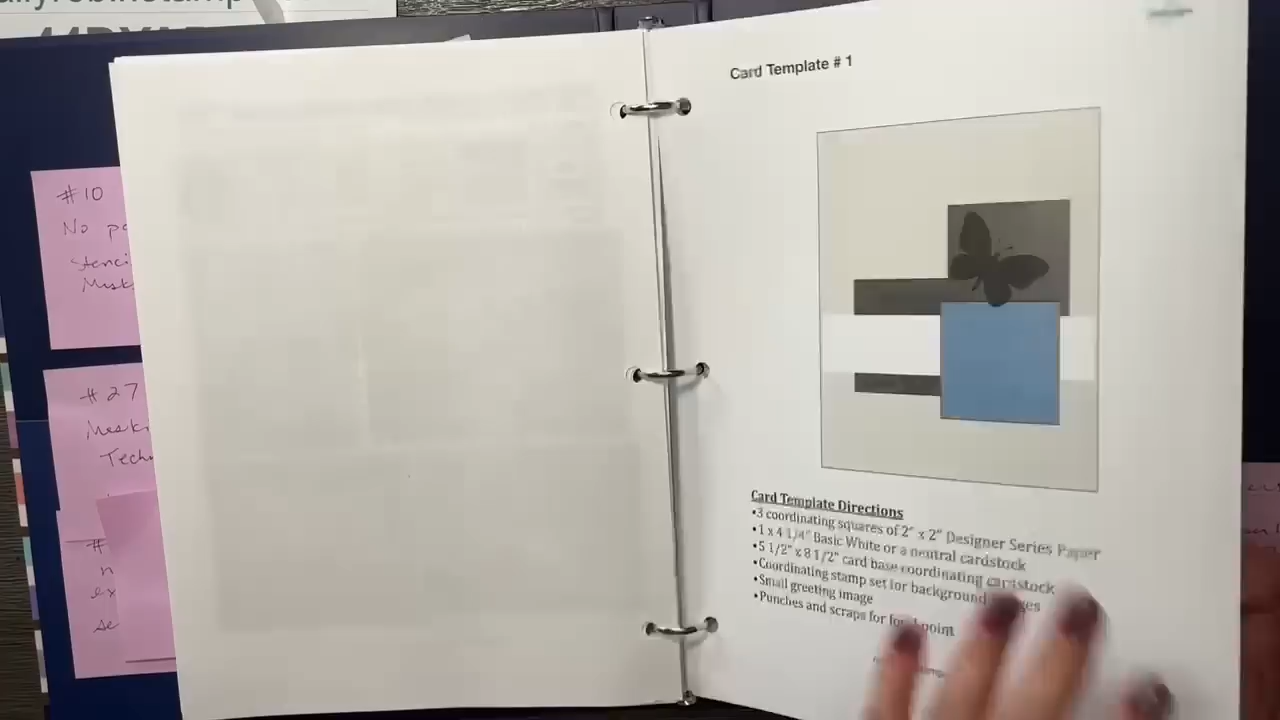 #10
No
#27
Card Template # 1
Card Template Directions
•3 coordinating squares of 2" x 2" Designer Series Paper
•1 x 4 1/4" Basic White or a neutral cardstock
•5 1/2" x 8 1/2" card base coordinating cardstock
•Coordinating stamp set for background
•Small greeting image
•Punches and scraps for point